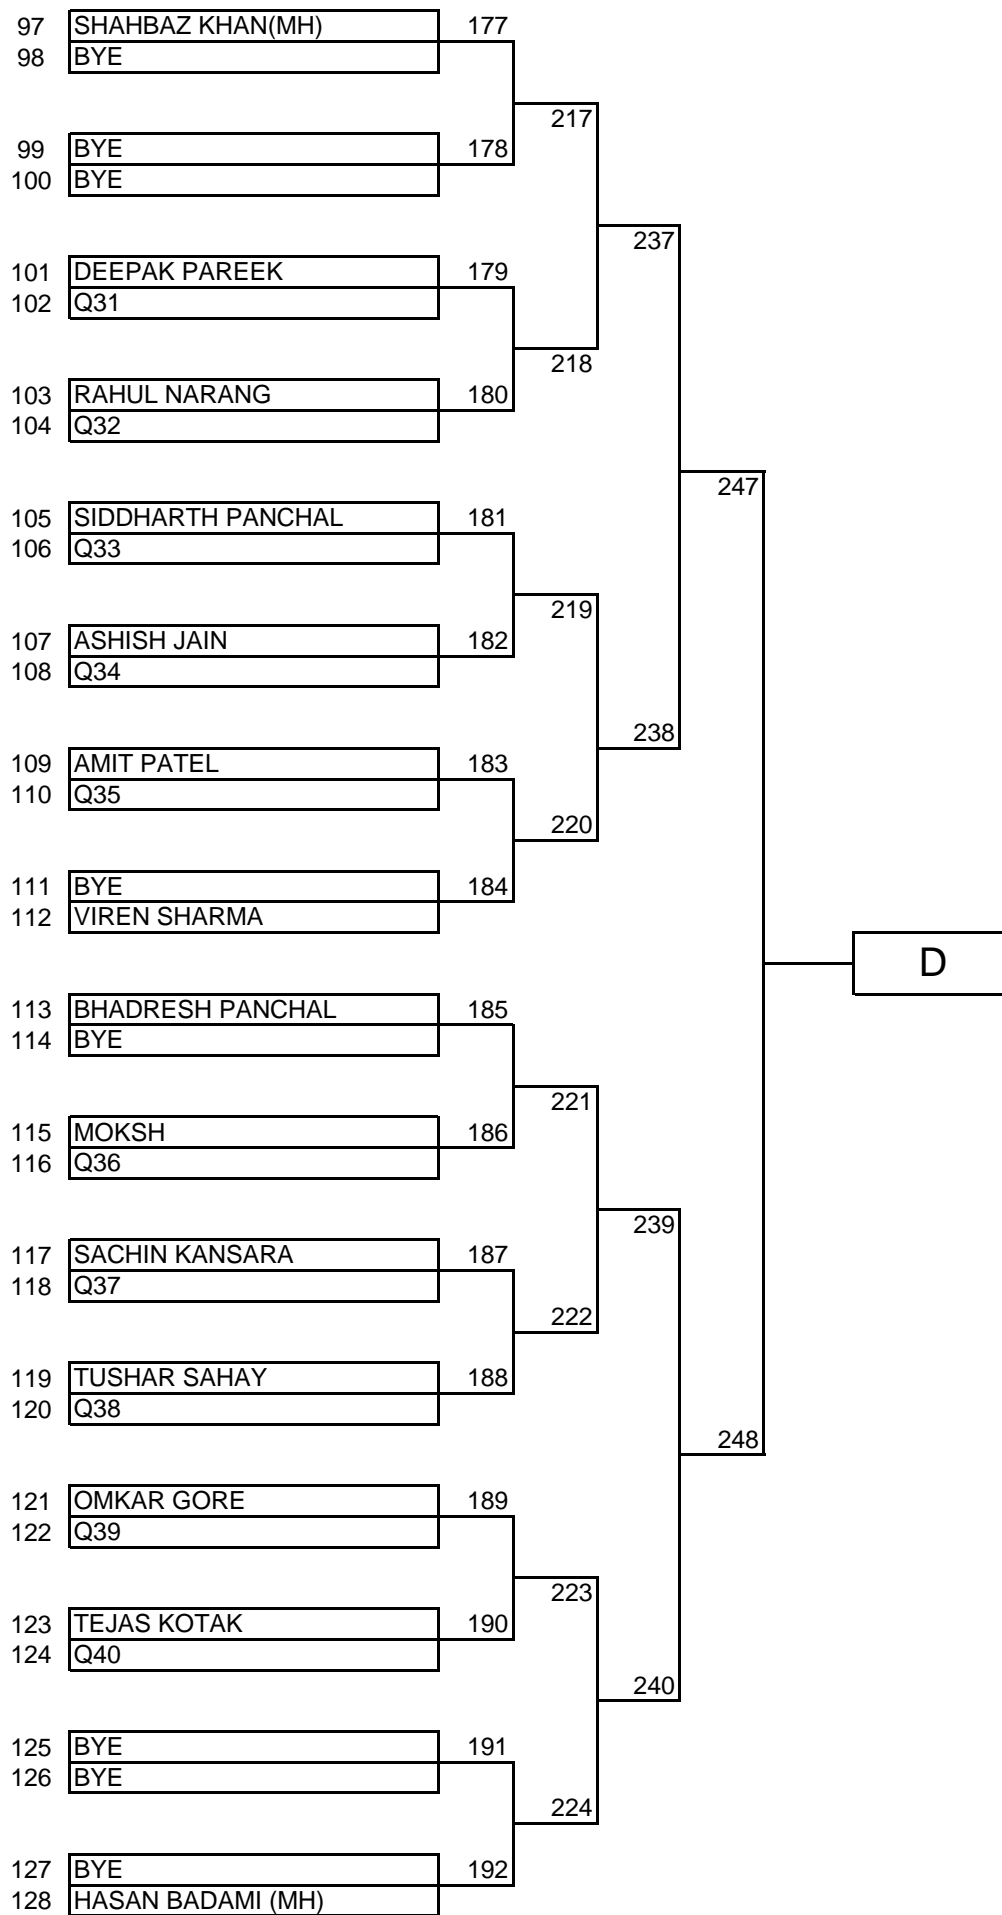 97 SHAHBAZ KHAN(MH) 177
98 BYE
217
99 BYE 178
100 BYE
237
101 DEEPAK PAREEK 179
102 Q31
218
103 RAHUL NARANG 180
104 Q32
247
105 SIDDHARTH PANCHAL 181
106 Q33
219
107 ASHISH JAIN 182
108 Q34
238
109 AMIT PATEL 183
110 Q35
220
111 BYE 184
112 VIREN SHARMA
D
113 BHADRESH PANCHAL 185
114 BYE
221
115 MOKSH 186
116 Q36
239
117 SACHIN KANSARA 187
118 Q37
222
119 TUSHAR SAHAY 188
120 Q38
248
121 OMKAR GORE 189
122 Q39
223
123 TEJAS KOTAK 190
124 Q40
240
125 BYE 191
126 BYE
224
127 BYE 192
128 HASAN BADAMI (MH)